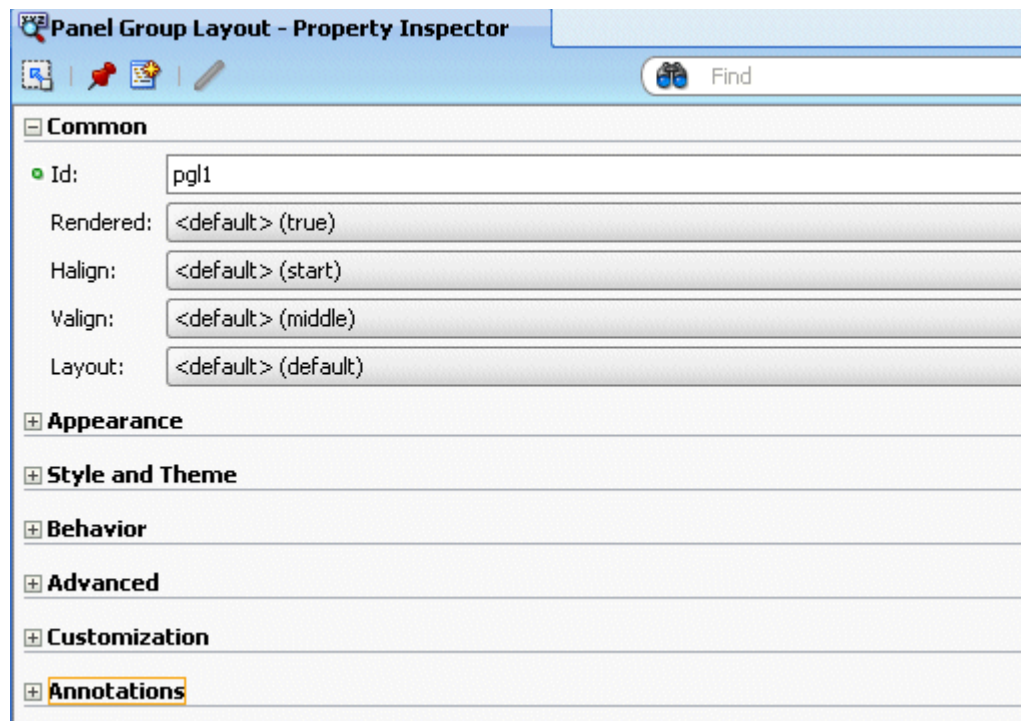 Panel Group Layout - Property Inspector
Find
Common
Id: pgl1
Rendered: <default> (true)
Halign: <default> (start)
Valign: <default> (middle)
Layout: <default> (default)
Appearance
Style and Theme
Behavior
Advanced
Customization
Annotations